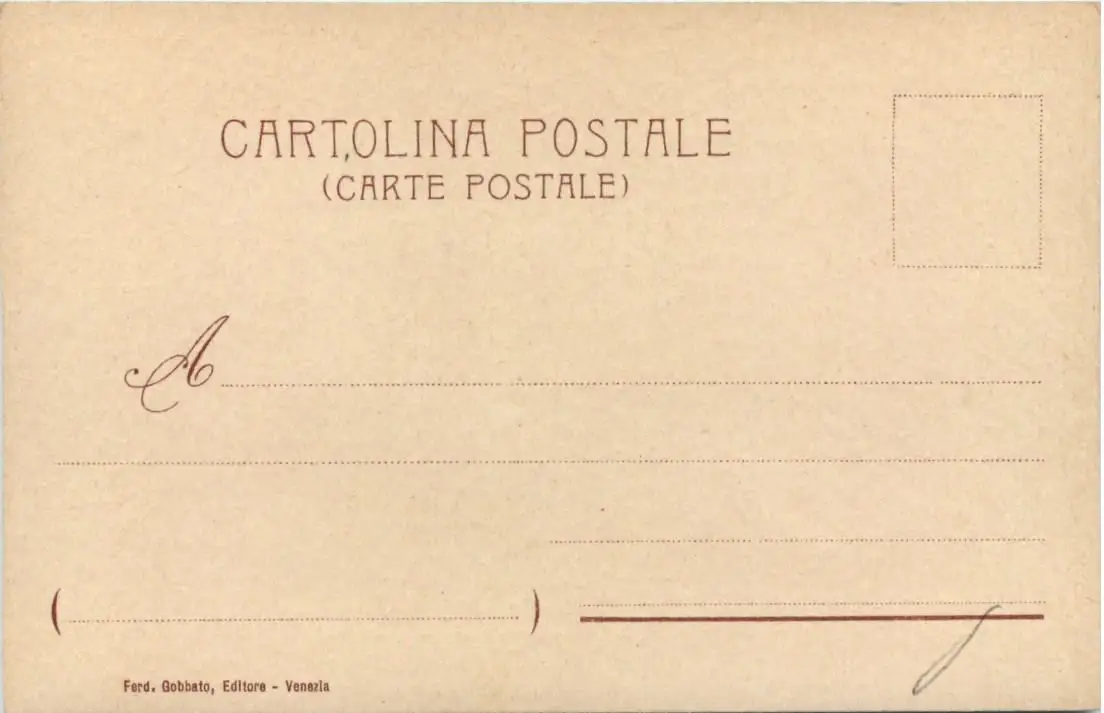 CARTOLINA POSTALE
(CARTE POSTALE)
A
( )
Ferd. Gobbato, Editore - Venezia